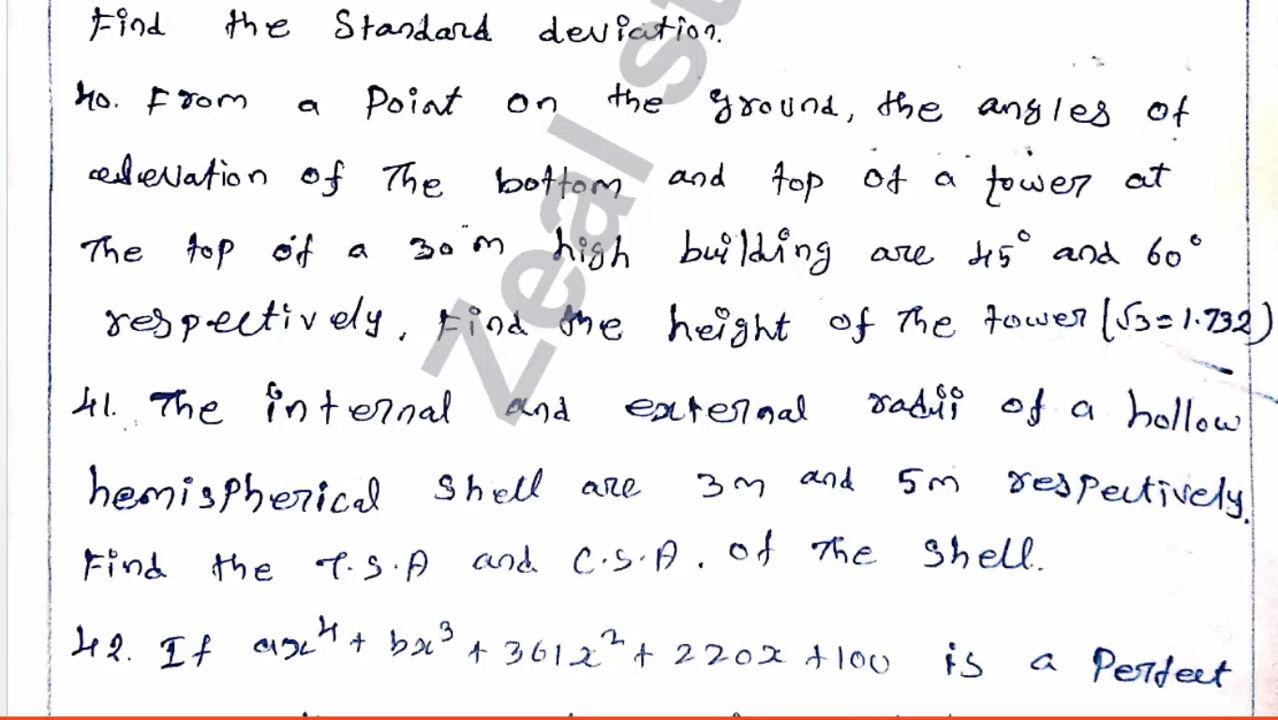 Find the Standard deviation.
40. From a Point on the ground, the angles of
elevation of The bottom and top of a tower at
The top of a 30 m high building are 45° and 60°
respectively. Find the height of The tower (√3=1.732)
41. The internal and external radii of a hollow
hemispherical shell are 3m and 5m respectively.
Find the T.S.A and C.S.A. of The shell.
42. If ax⁴ + bx³ + 361x² + 220x + 100 is a Perfect
Zeal st